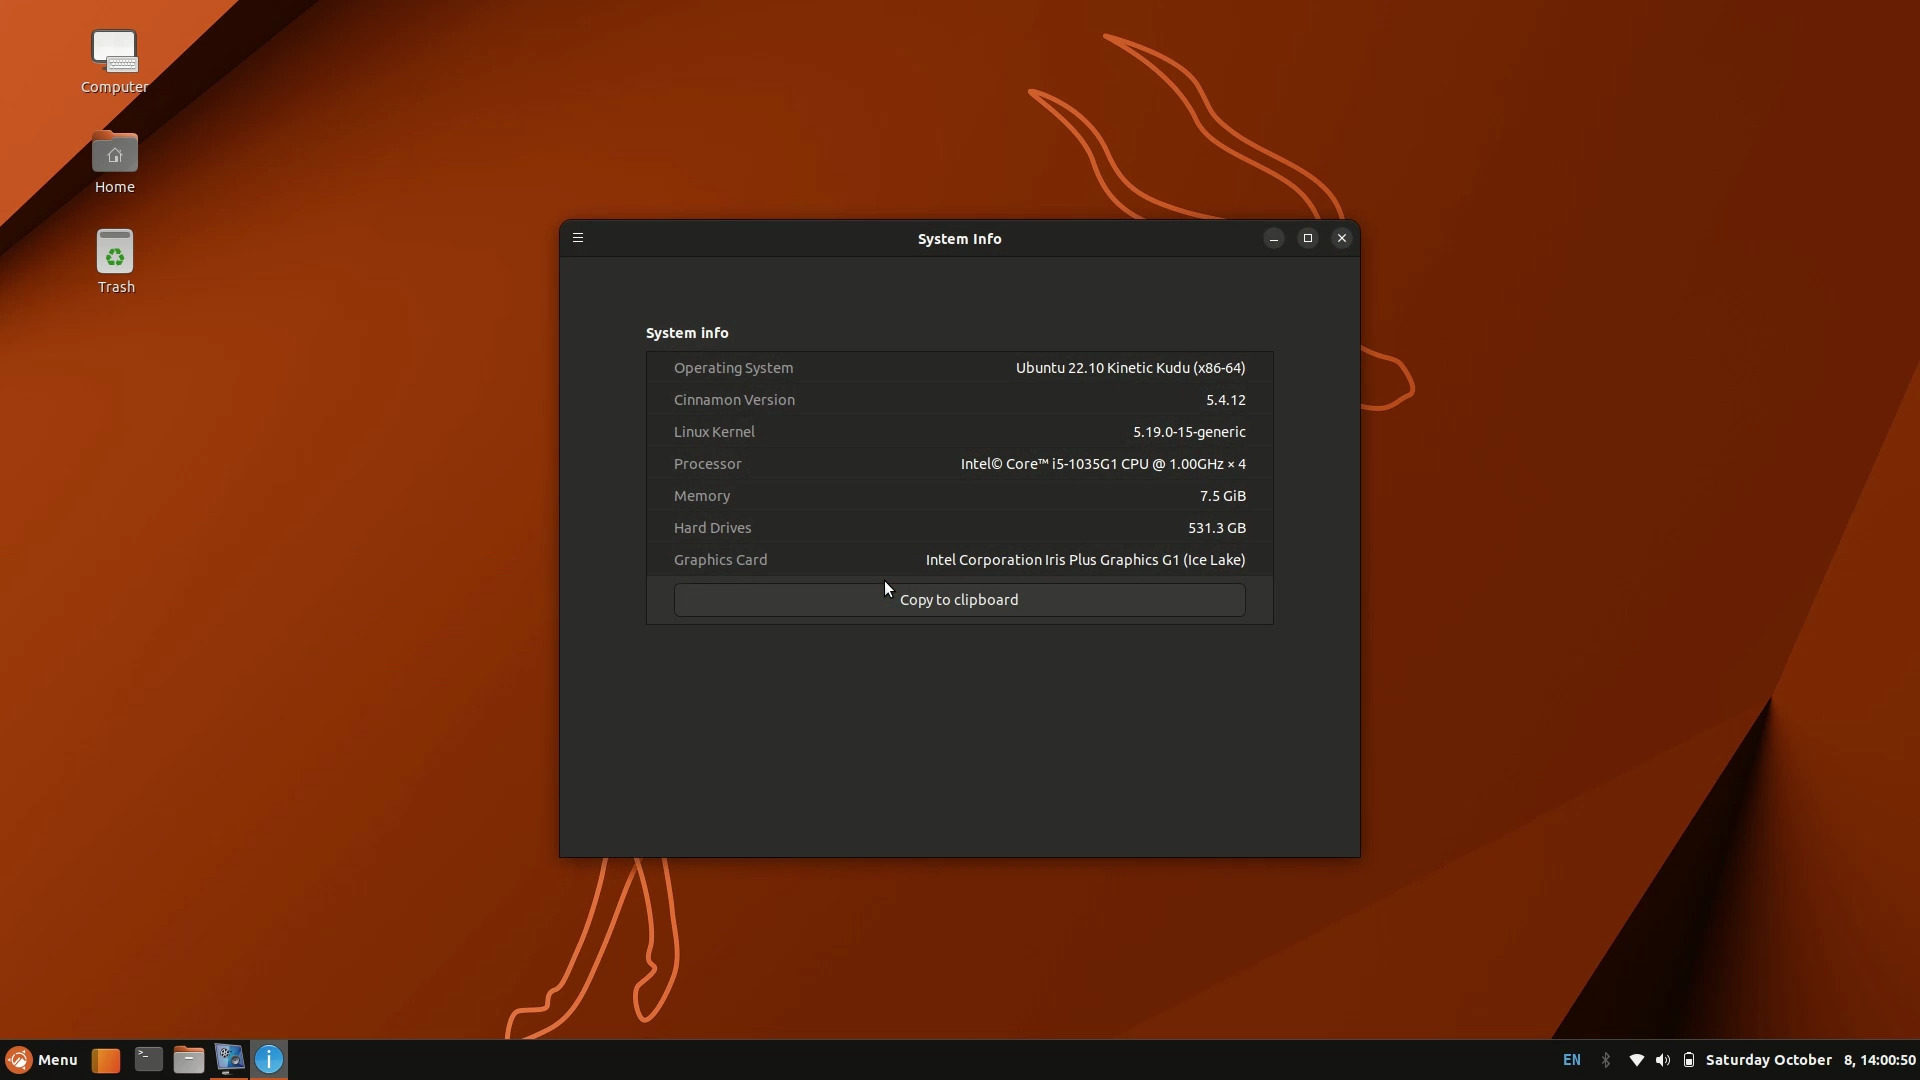 Computer
Home
Trash
System Info
System info
Operating System Ubuntu 22.10 Kinetic Kudu (x86-64)
Cinnamon Version 5.4.12
Linux Kernel 5.19.0-15-generic
Processor Intel© Core™ i5-1035G1 CPU @ 1.00GHz × 4
Memory 7.5 GiB
Hard Drives 531.3 GB
Graphics Card Intel Corporation Iris Plus Graphics G1 (Ice Lake)
Copy to clipboard
Menu EN Saturday October 8, 14:00:50